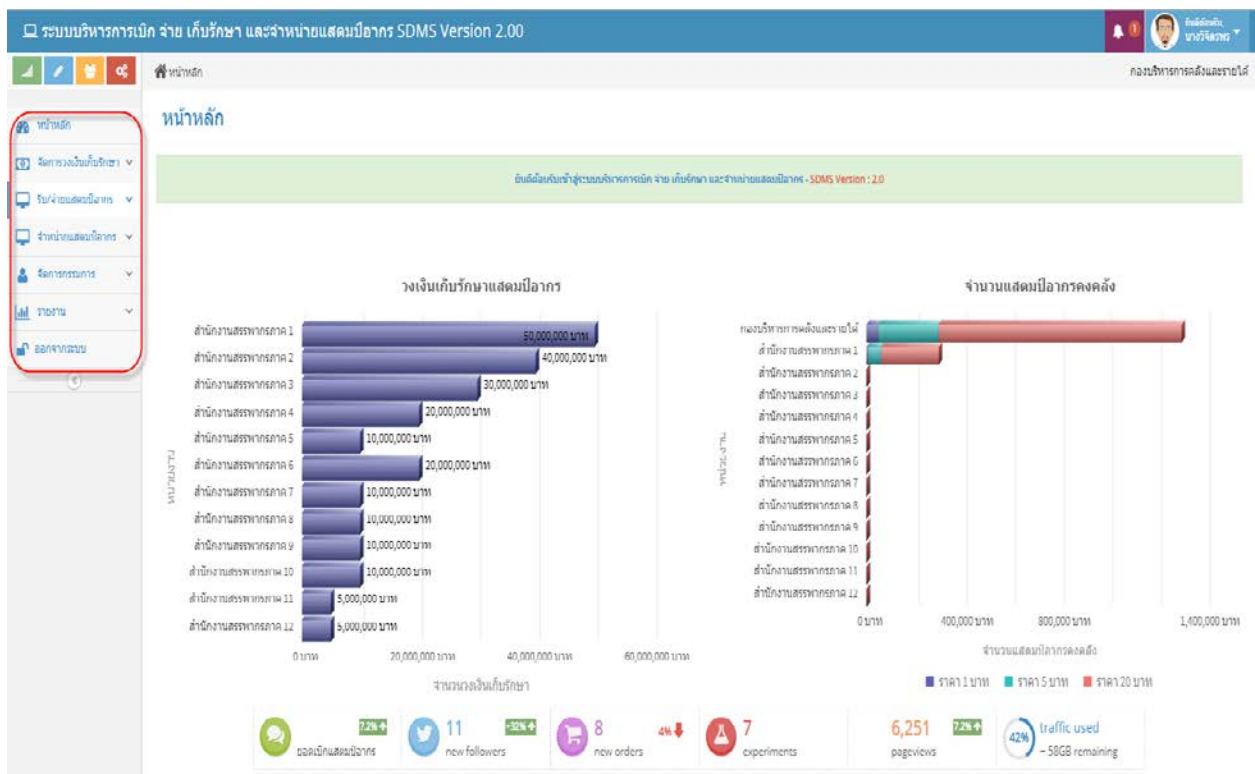 ระบบบริหารการเบิก จ่าย เก็บรักษา และจำหน่ายแสตมป์อากร SDMS Version 2.00
1
ยินดีต้อนรับ,
หน้าหลัก
กองบริหารการคลังและรายได้
หน้าหลัก
ยินดีต้อนรับเข้าสู่ระบบบริหารการเบิก จ่าย เก็บรักษา และจำหน่ายแสตมป์อากร - SDMS Version : 2.0
หน้าหลัก
จัดการวงเงินเก็บรักษา
รับ/จ่ายแสตมป์อากร
จำหน่ายแสตมป์อากร
จัดการกรรมการ
รายงาน
ออกจากระบบ
วงเงินเก็บรักษาแสตมป์อากร
สำนักงานสรรพากรภาค 1
50,000,000 บาท
สำนักงานสรรพากรภาค 2
40,000,000 บาท
สำนักงานสรรพากรภาค 3
30,000,000 บาท
สำนักงานสรรพากรภาค 4
20,000,000 บาท
สำนักงานสรรพากรภาค 5
10,000,000 บาท
สำนักงานสรรพากรภาค 6
20,000,000 บาท
สำนักงานสรรพากรภาค 7
10,000,000 บาท
สำนักงานสรรพากรภาค 8
10,000,000 บาท
สำนักงานสรรพากรภาค 9
10,000,000 บาท
สำนักงานสรรพากรภาค 10
10,000,000 บาท
สำนักงานสรรพากรภาค 11
5,000,000 บาท
สำนักงานสรรพากรภาค 12
5,000,000 บาท
หน่วยงาน
0 บาท 20,000,000 บาท 40,000,000 บาท 60,000,000 บาท
จำนวนวงเงินเก็บรักษา
จำนวนแสตมป์อากรคงคลัง
กองบริหารการคลังและรายได้
สำนักงานสรรพากรภาค 1
สำนักงานสรรพากรภาค 2
สำนักงานสรรพากรภาค 3
สำนักงานสรรพากรภาค 4
สำนักงานสรรพากรภาค 5
สำนักงานสรรพากรภาค 6
สำนักงานสรรพากรภาค 7
สำนักงานสรรพากรภาค 8
สำนักงานสรรพากรภาค 9
สำนักงานสรรพากรภาค 10
สำนักงานสรรพากรภาค 11
สำนักงานสรรพากรภาค 12
หน่วยงาน
0 บาท 400,000 บาท 800,000 บาท 1,400,000 บาท
จำนวนแสตมป์อากรคงคลัง
ราคา 1 บาท ราคา 5 บาท ราคา 20 บาท
7.2%
ยอดเบิกแสตมป์อากร
11 +32%
new followers
8 4%
new orders
7
experiments
6,251 7.2%
pageviews
42% traffic used
~ 58GB remaining